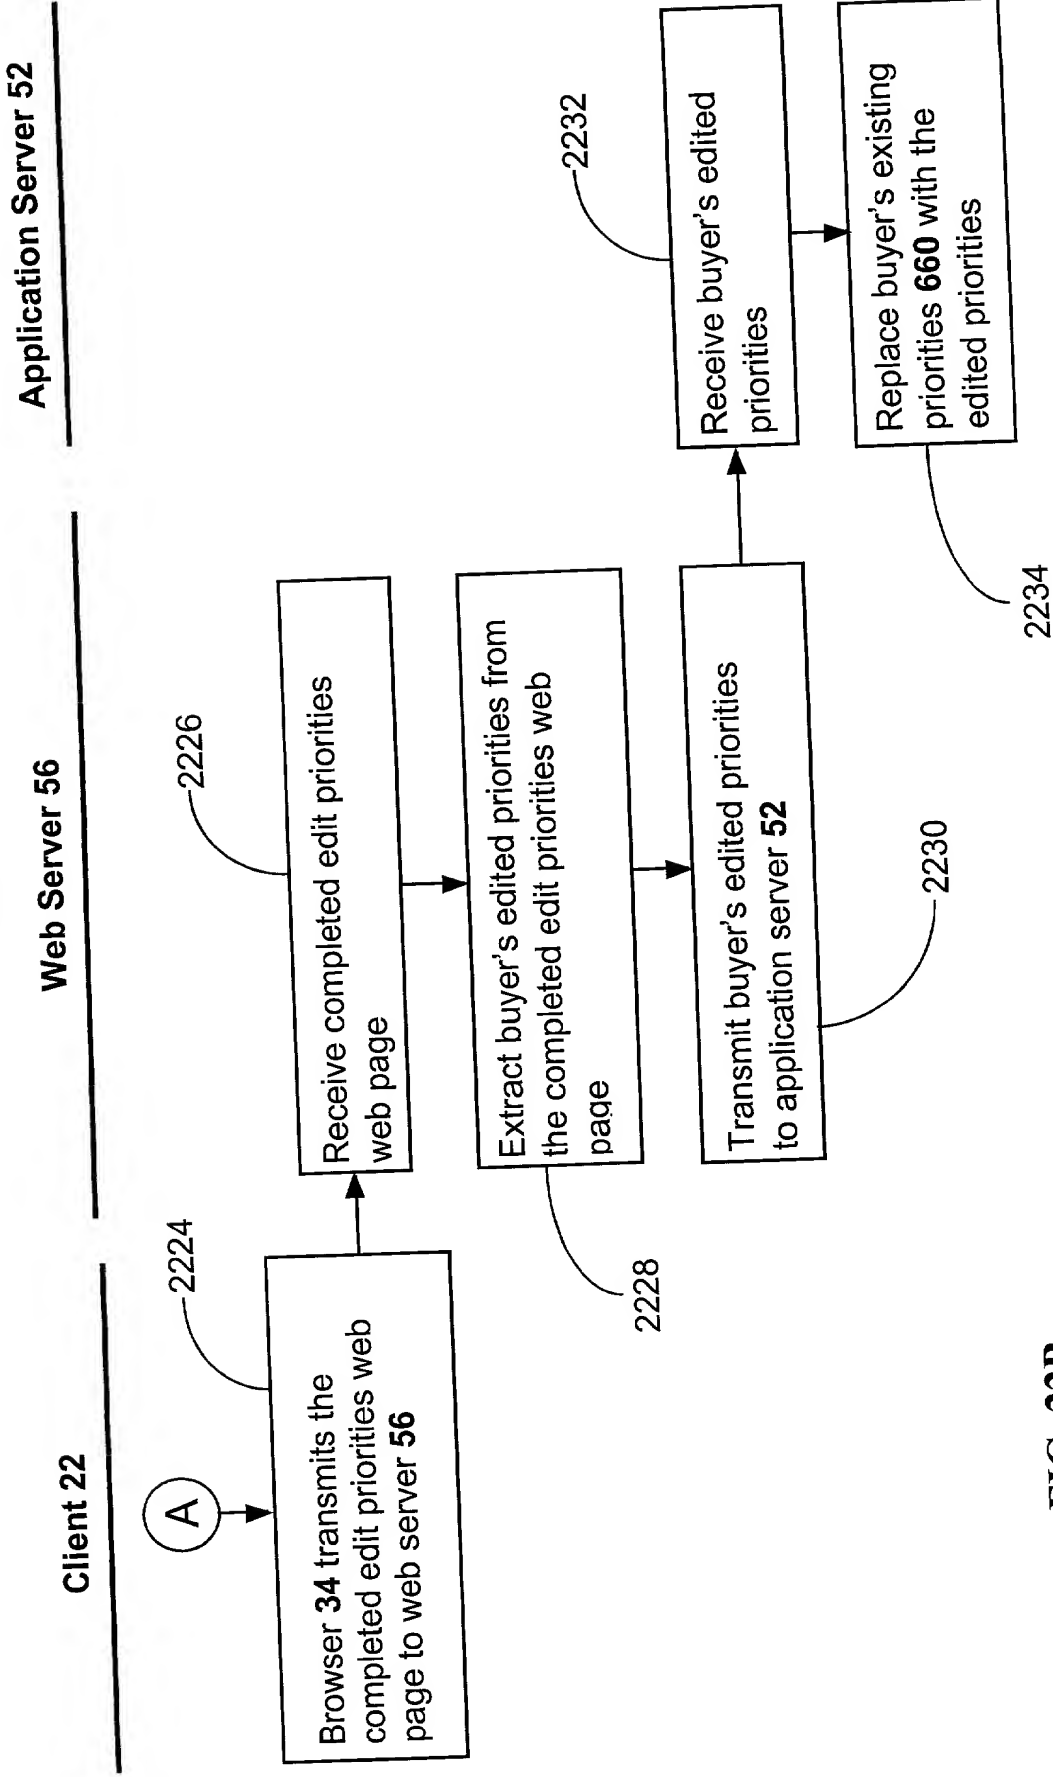 Client 22
Web Server 56
Application Server 52
A
2224
Browser 34 transmits the
completed edit priorities web
page to web server 56
2226
Receive completed edit priorities
web page
2228
Extract buyer's edited priorities from
the completed edit priorities web
page
Transmit buyer's edited priorities
to application server 52
2230
2232
Receive buyer's edited
priorities
Replace buyer's existing
priorities 660 with the
edited priorities
2234